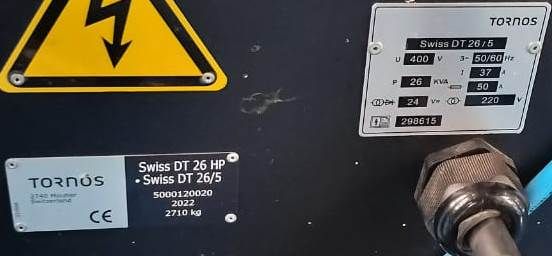 TORNOS
Swiss DT 26/5
U 400 V 3~ 50/60 Hz
I 37 A
P 26 KVA 50 A
24 V= 220 V
298615
TORNOS
2740 Moutier
Switzerland
CE
Swiss DT 26 HP
• Swiss DT 26/5
5000120020
2022
2710 kg